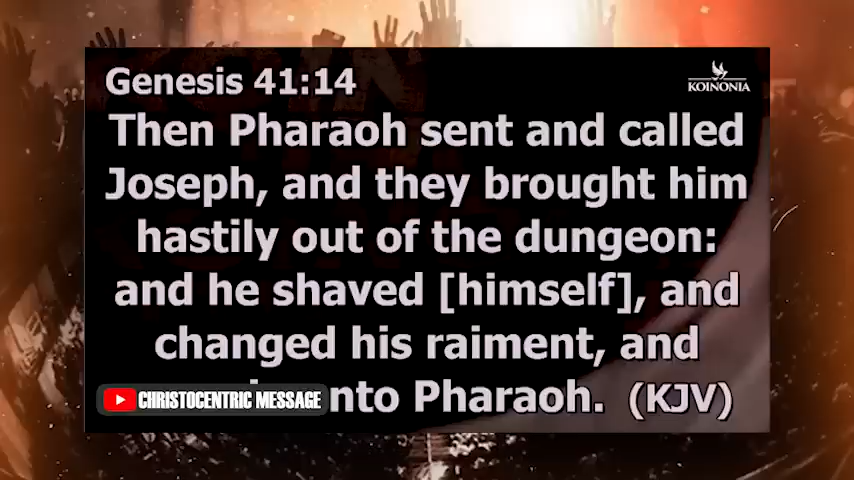 Genesis 41:14
KOINONIA
Then Pharaoh sent and called
Joseph, and they brought him
hastily out of the dungeon:
and he shaved [himself], and
changed his raiment, and
nto Pharaoh. (KJV)
CHRISTOCENTRIC MESSAGE